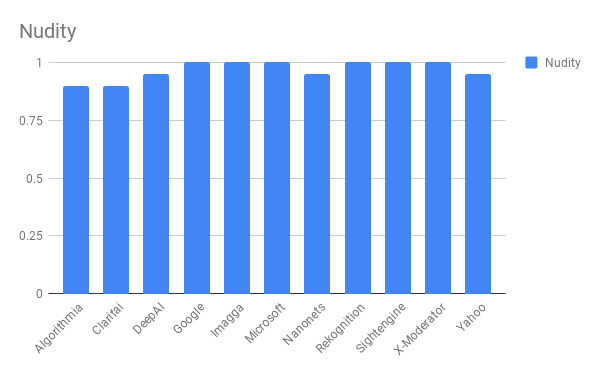 Nudity
Nudity
1
0.75
0.5
0.25
0
Algorithmia
Clarifai
DeepAI
Google
Imagga
Microsoft
Nanonets
Rekognition
Sightengine
X-Moderator
Yahoo